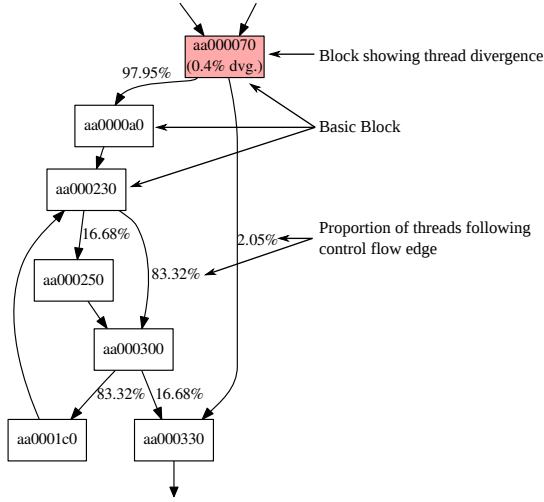 aa000070
(0.4% dvg.)
Block showing thread divergence
97.95%
aa0000a0
Basic Block
aa000230
16.68%
2.05%
Proportion of threads following
control flow edge
aa000250
83.32%
aa000300
83.32%
16.68%
aa0001c0
aa000330